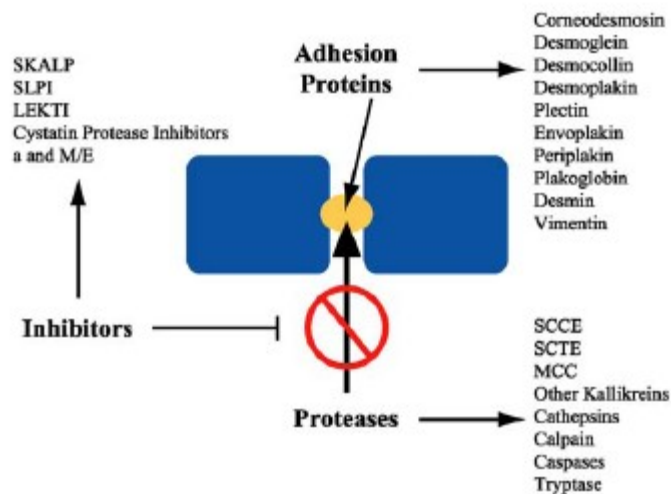 Adhesion
Proteins
Corneodesmosin
Desmoglein
Desmocollin
Desmoplakin
Plectin
Envoplakin
Periplakin
Plakoglobin
Desmin
Vimentin
SKALP
SLPI
LEKTI
Cystatin Protease Inhibitors
a and M/E
Inhibitors
Proteases
SCCE
SCTE
MCC
Other Kallikreins
Cathepsins
Calpain
Caspases
Tryptase